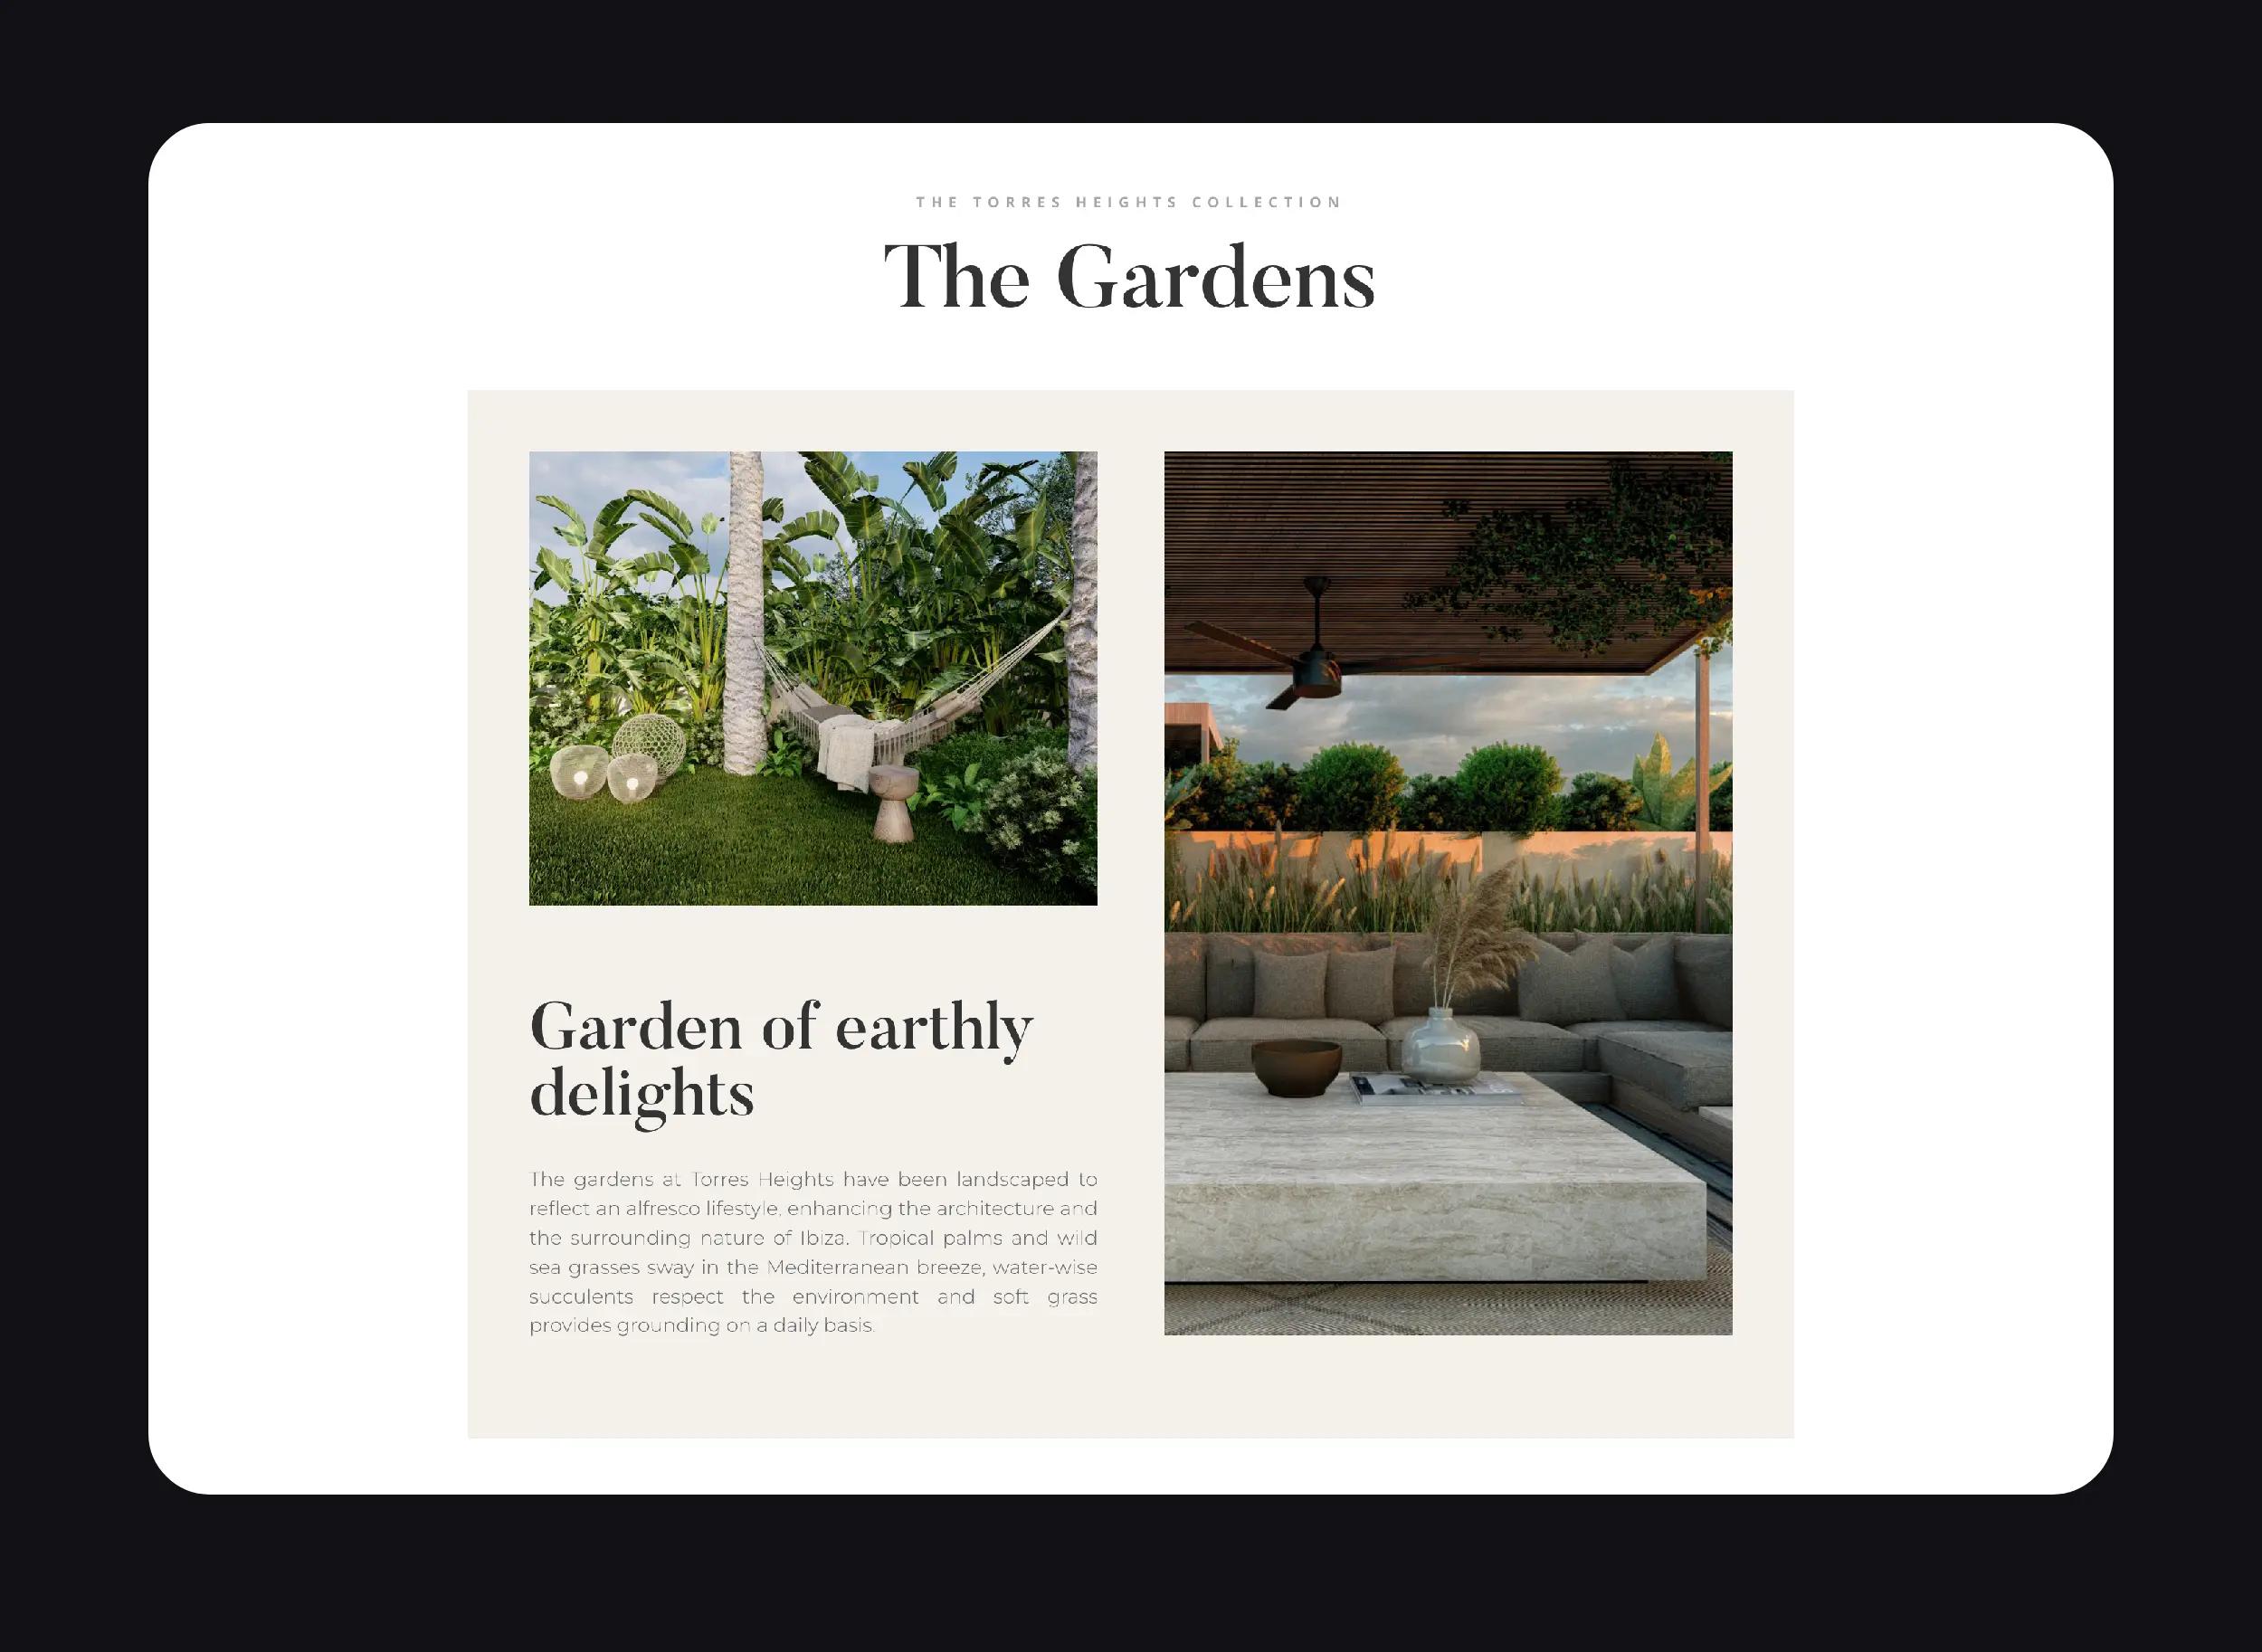 THE TORRES HEIGHTS COLLECTION
The Gardens
Garden of earthly
delights
The gardens at Torres Heights have been landscaped to
reflect an alfresco lifestyle, enhancing the architecture and
the surrounding nature of Ibiza. Tropical palms and wild
sea grasses sway in the Mediterranean breeze, water-wise
succulents respect the environment and soft grass
provides grounding on a daily basis.